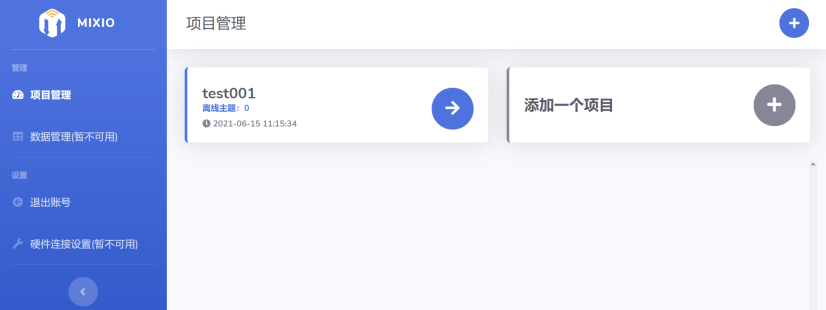 MIXIO
管理
项目管理
数据管理(暂不可用)
设置
退出账号
硬件连接设置(暂不可用)
项目管理
test001
离线主题：0
2021-06-15 11:15:34
添加一个项目